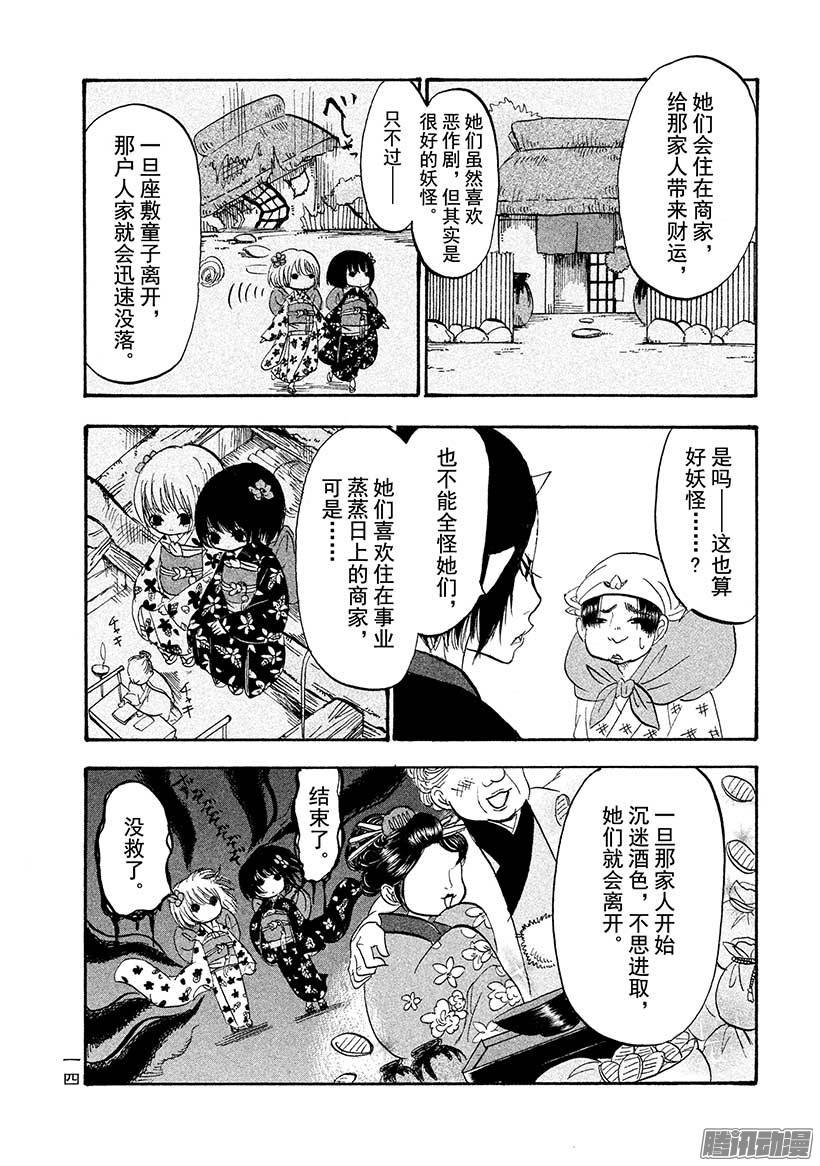 她们会住在商家，
给那家人带来财运，
她们虽然喜欢
恶作剧，但其实是
很好的妖怪。
只不过——
一旦座敷童子离开，
那户人家就会迅速没落。
是吗——这也算
好妖怪……？
也不能全怪她们，
她们喜欢住在事业
蒸蒸日上的商家，
可是……
チャキ
チャキ
一旦那家人开始
沉迷酒色，不思进取，
她们就会离开。
结束了。
没救了。
一四
腾讯动漫